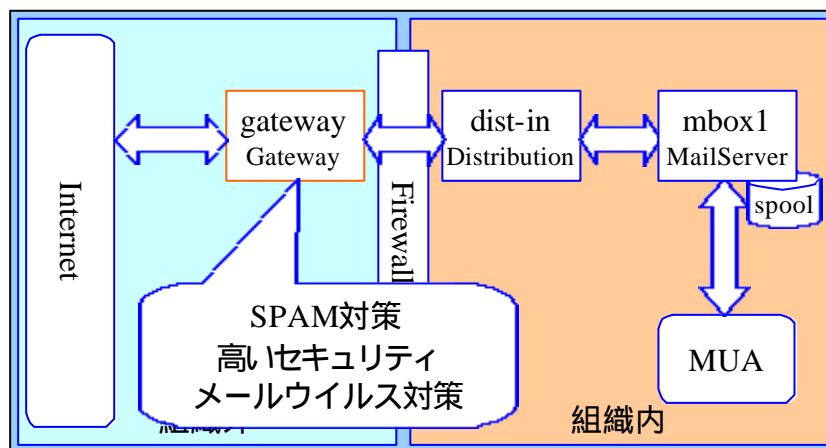 Internet
gateway
Gateway
Firewall
dist-in
Distribution
mbox1
MailServer
spool
MUA
SPAM対策
高いセキュリティ
メールウイルス対策
組織内